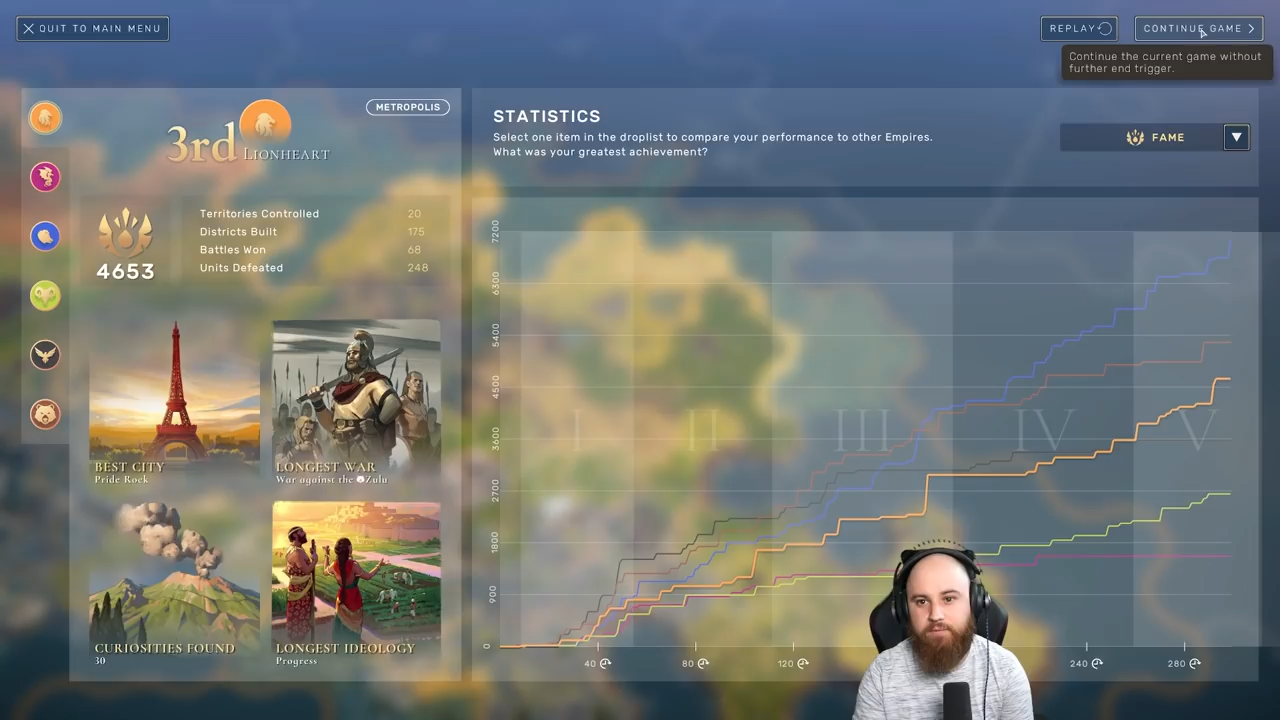 QUIT TO MAIN MENU
REPLAY
CONTINUE GAME
Continue the current game without
further end trigger.
METROPOLIS
3rd
LIONHEART
Territories Controlled 20
Districts Built 175
Battles Won 68
Units Defeated 248
4653
BEST CITY
Pride Rock
LONGEST WAR
War against the Zulu
CURIOSITIES FOUND
30
LONGEST IDEOLOGY
Progress
STATISTICS
Select one item in the droplist to compare your performance to other Empires.
What was your greatest achievement?
FAME
7200
6300
5400
4500
3600
2700
1800
900
0
I II III IV V
40 80 120 240 280